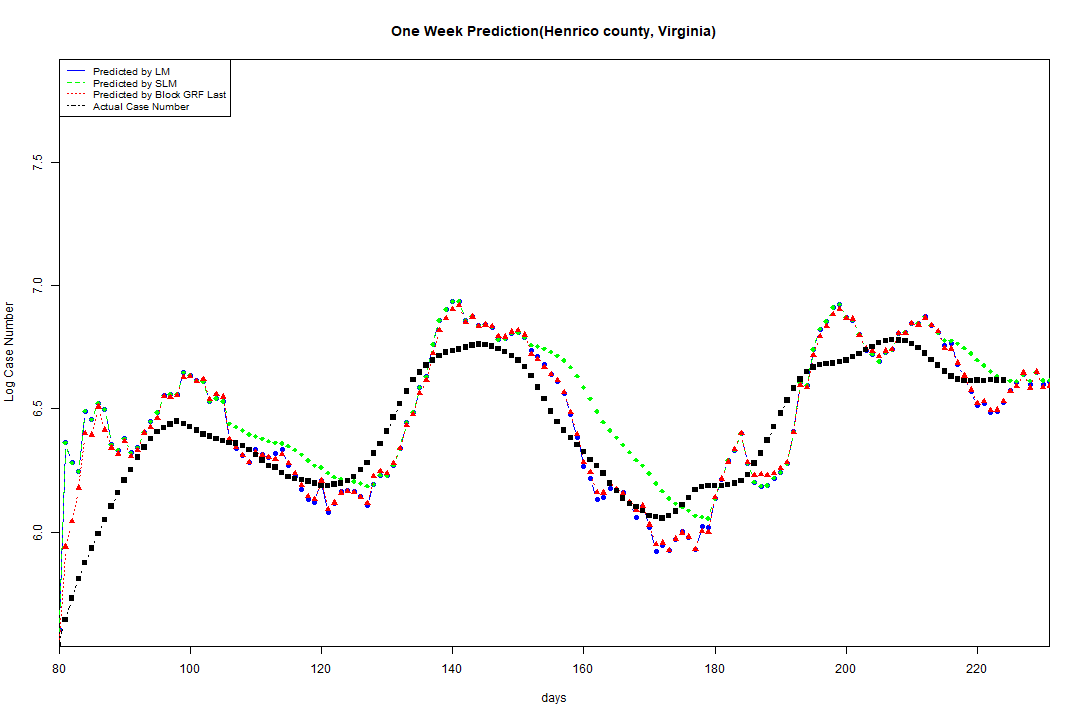 One Week Prediction(Henrico county, Virginia)
Predicted by LM
Predicted by SLM
Predicted by Block GRF Last
Actual Case Number
7.5
7.0
6.5
6.0
Log Case Number
80 100 120 140 160 180 200 220
days